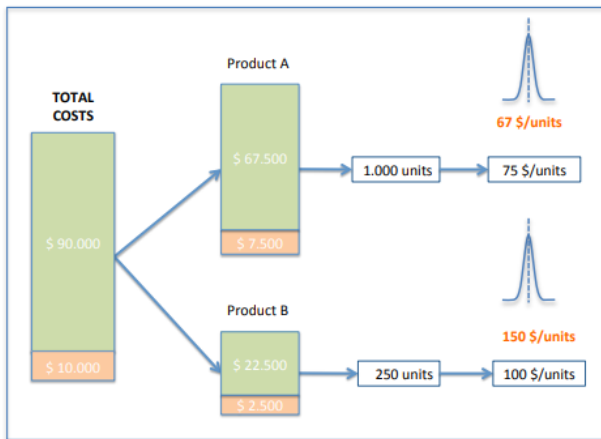 TOTAL
COSTS
$ 90.000
$ 10.000
Product A
$ 67.500
$ 7.500
1.000 units
67 $/units
75 $/units
Product B
$ 22.500
$ 2.500
250 units
150 $/units
100 $/units